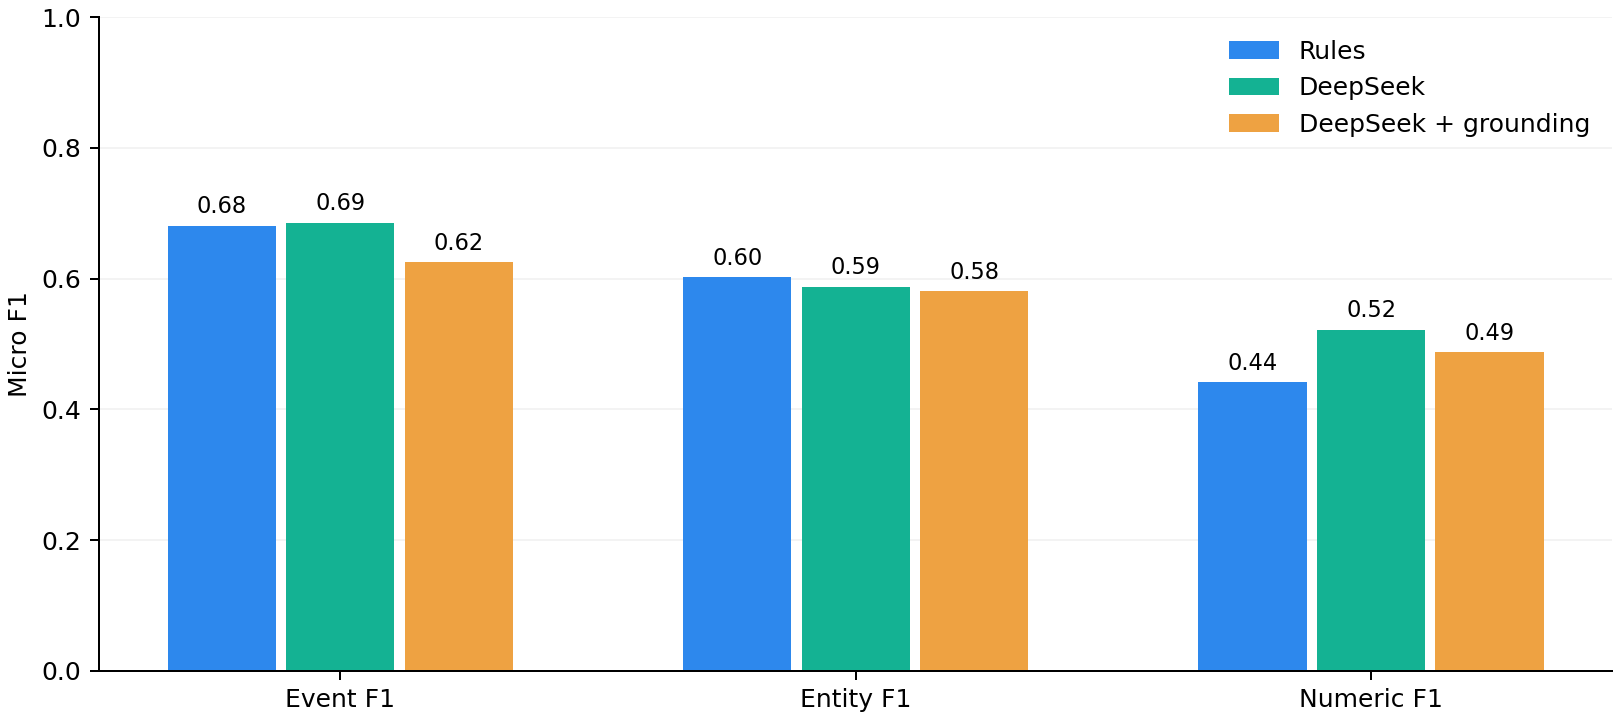 Micro F1
1.0
0.8
0.6
0.4
0.2
0.0
Rules
DeepSeek
DeepSeek + grounding
0.68
0.69
0.62
0.60
0.59
0.58
0.44
0.52
0.49
Event F1
Entity F1
Numeric F1